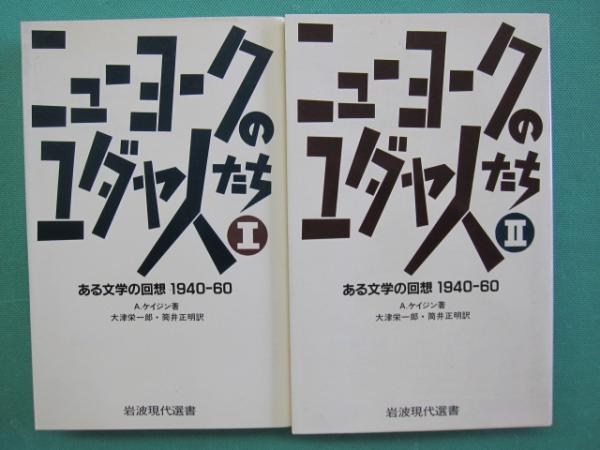 ニューヨークの
ユダヤ人たち
I
ある文学の回想 1940-60
A.ケイジン著
大津栄一郎・筒井正明訳
岩波現代選書
ニューヨークの
ユダヤ人たち
II
ある文学の回想 1940-60
A.ケイジン著
大津栄一郎・筒井正明訳
岩波現代選書